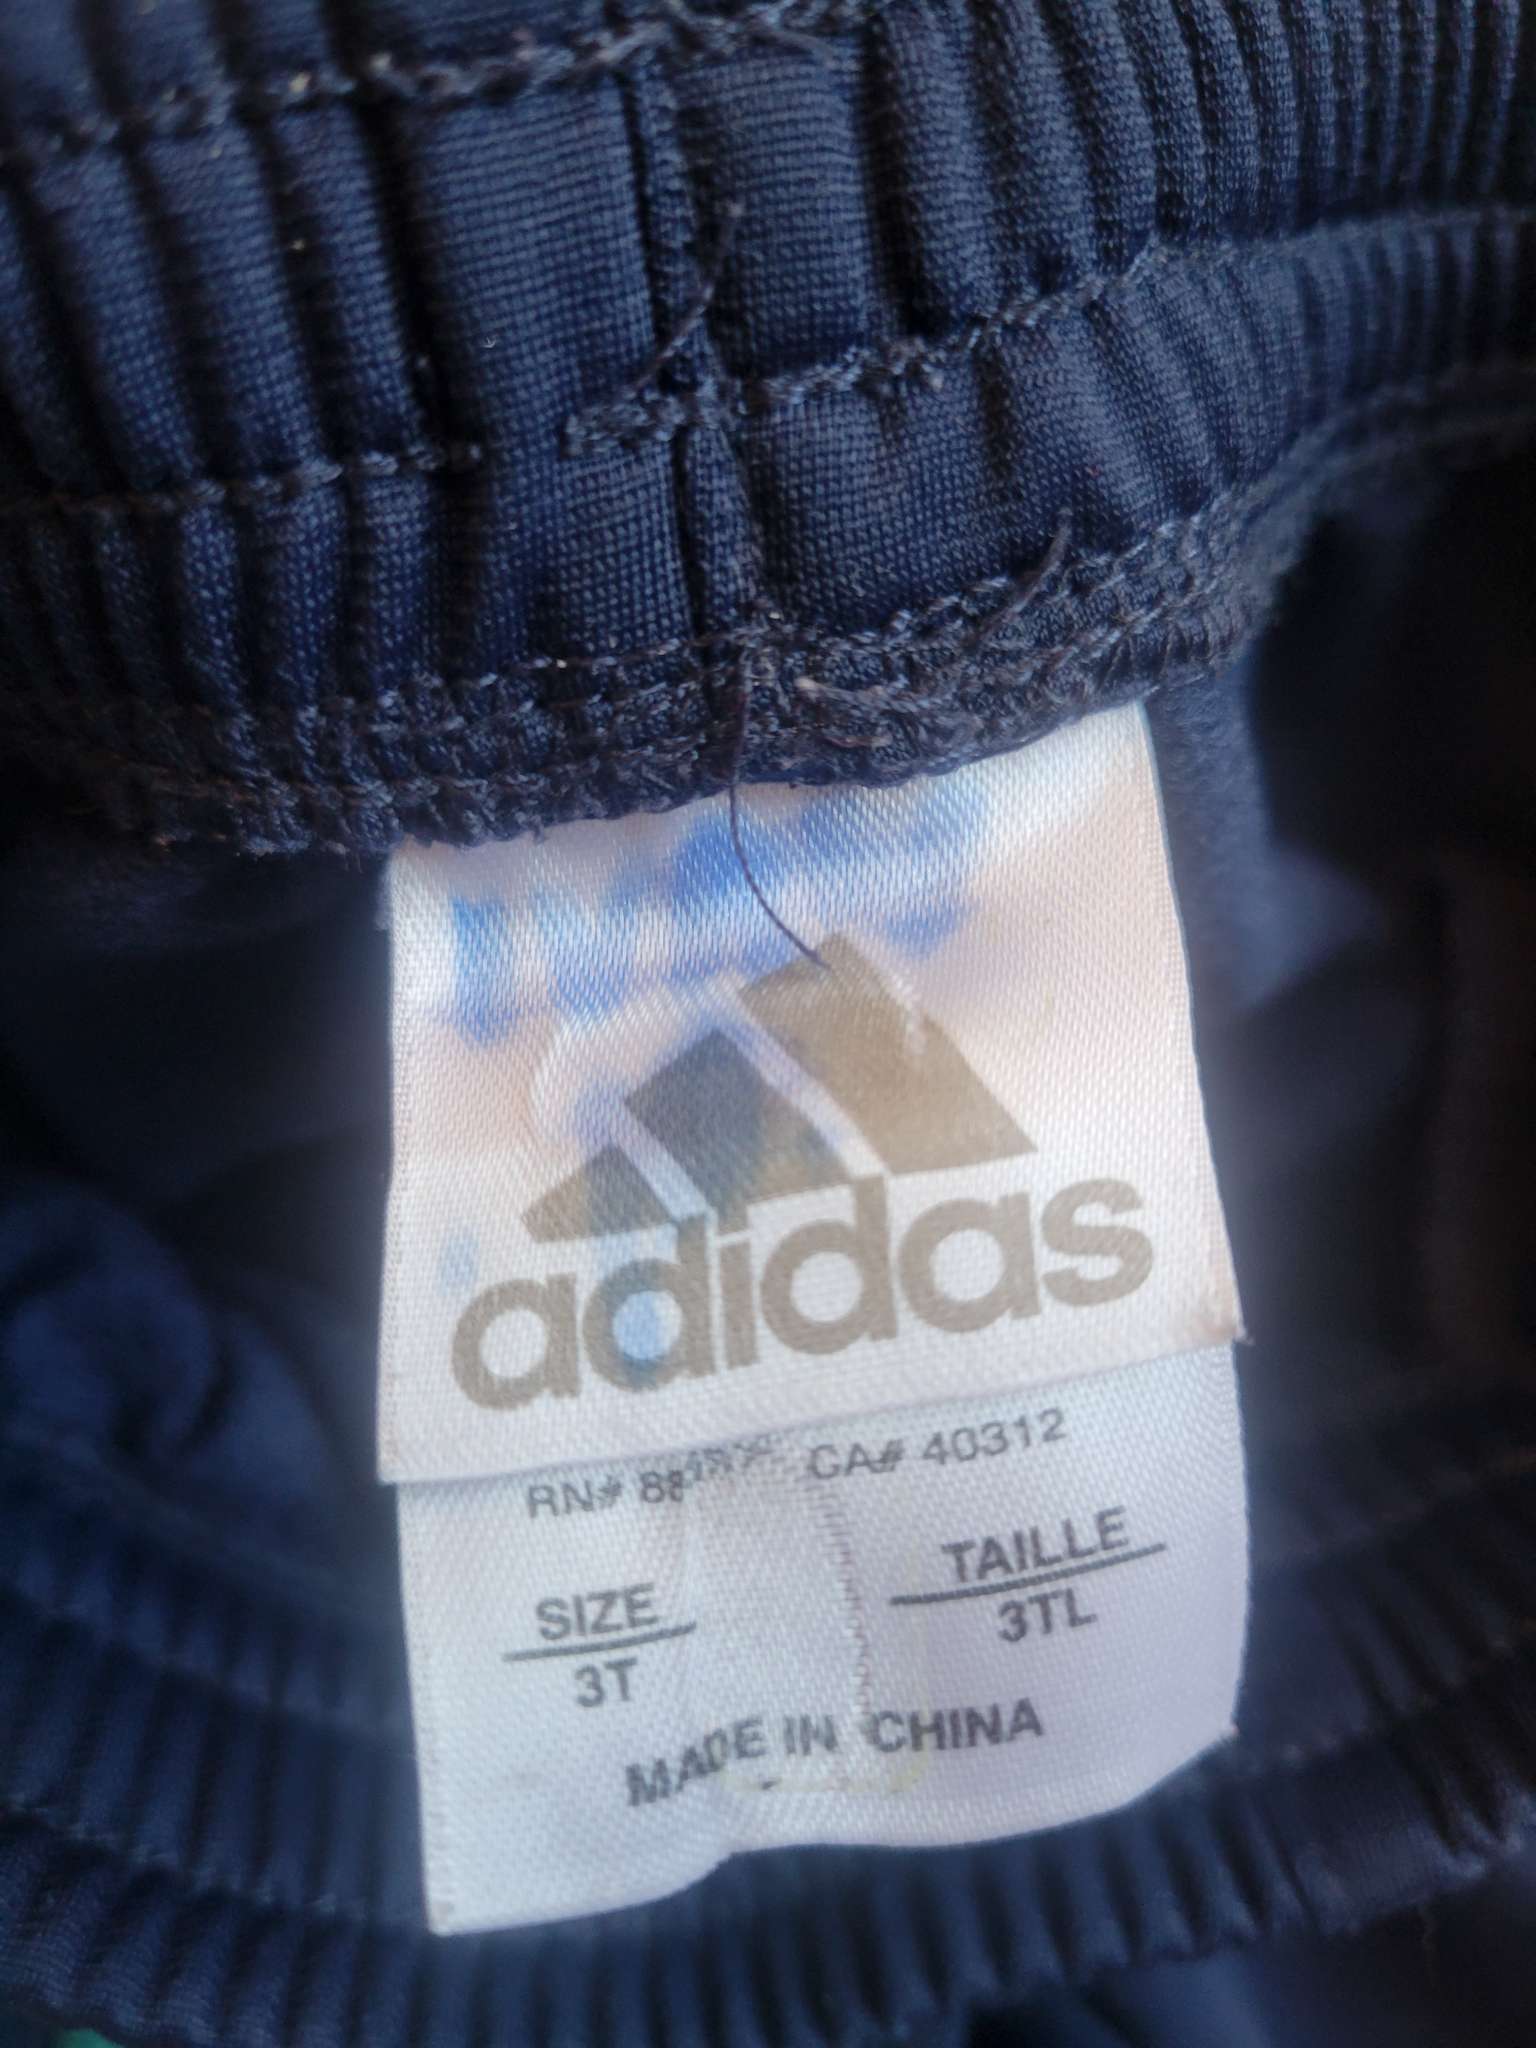 adidas
RN# CA# 40312
SIZE TAILLE
3T 3TL
MADE IN CHINA